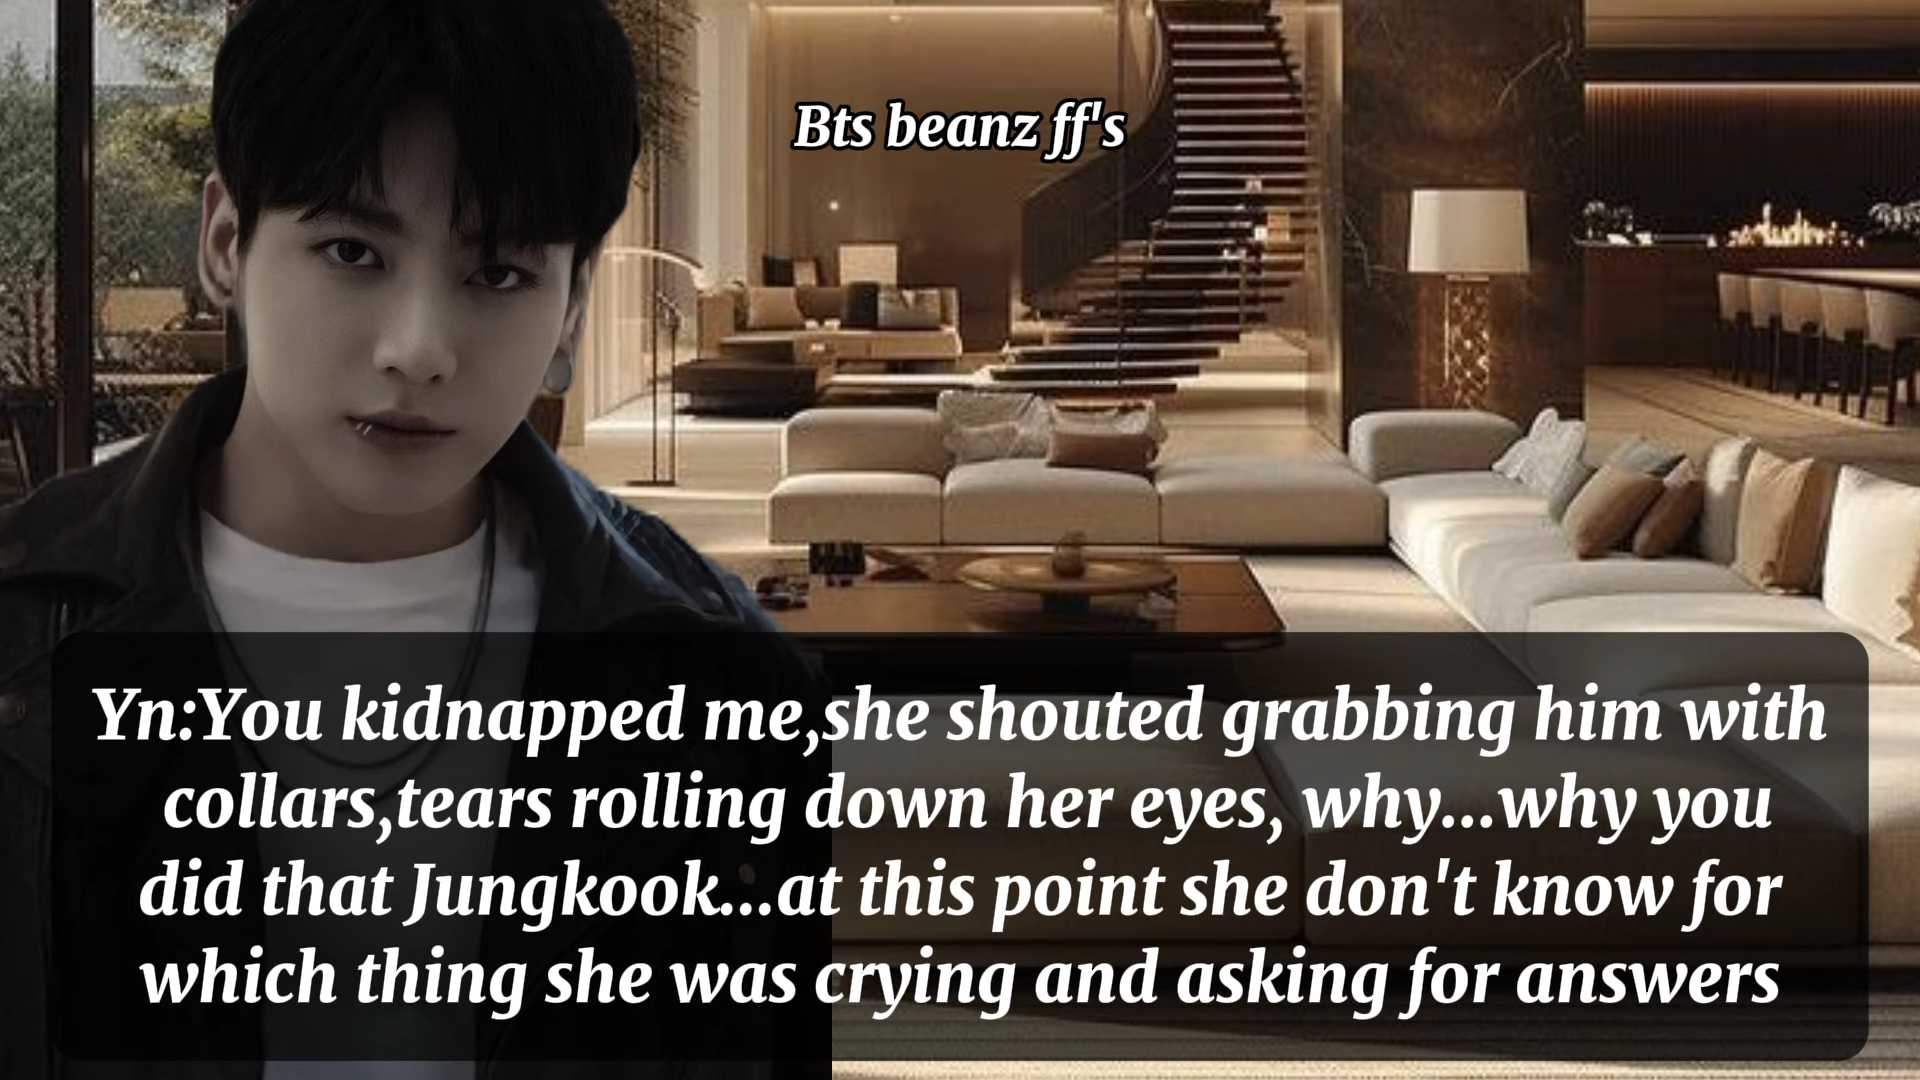 Bts beanz ff's
Yn:You kidnapped me,she shouted grabbing him with
collars,tears rolling down her eyes, why...why you
did that Jungkook...at this point she don't know for
which thing she was crying and asking for answers